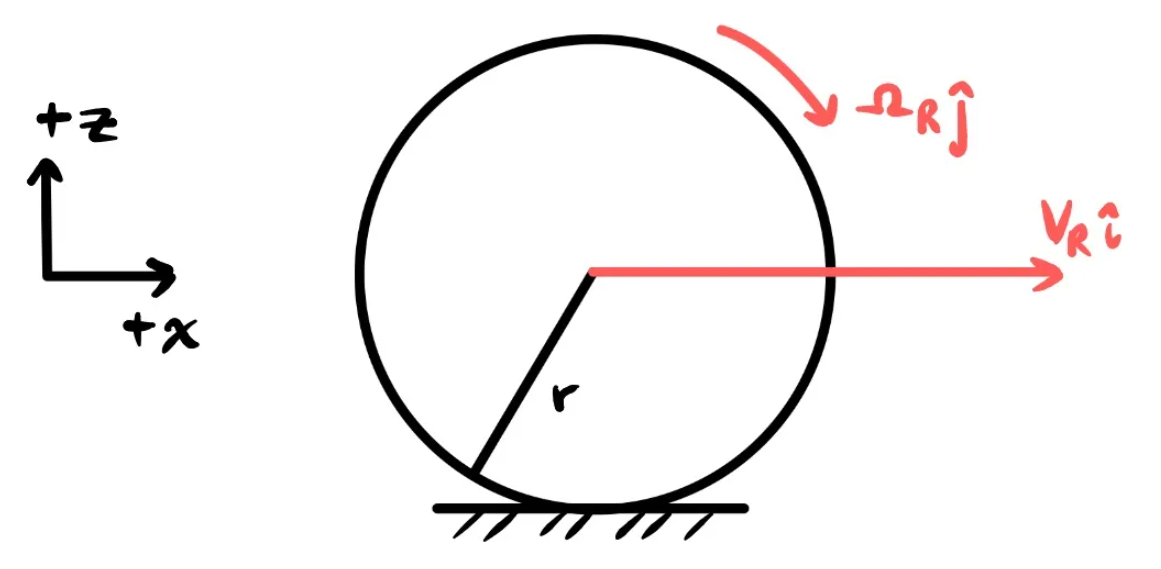 +z
+x
Ω_R ĵ
V_R î
r